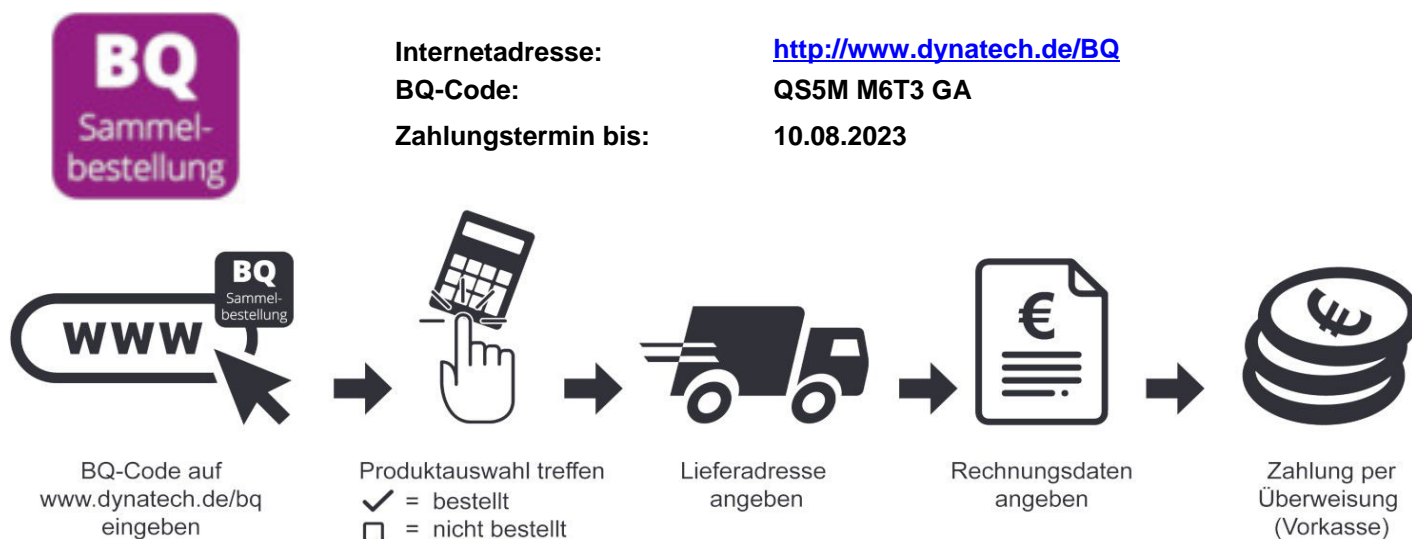 BQ
Sammel-
bestellung
Internetadresse: http://www.dynatech.de/BQ
BQ-Code: QS5M M6T3 GA
Zahlungstermin bis: 10.08.2023
BQ
Sammel-
bestellung
www
€
€
BQ-Code auf
www.dynatech.de/bq
eingeben
Produktauswahl treffen
✓ = bestellt
☐ = nicht bestellt
Lieferadresse
angeben
Rechnungsdaten
angeben
Zahlung per
Überweisung
(Vorkasse)